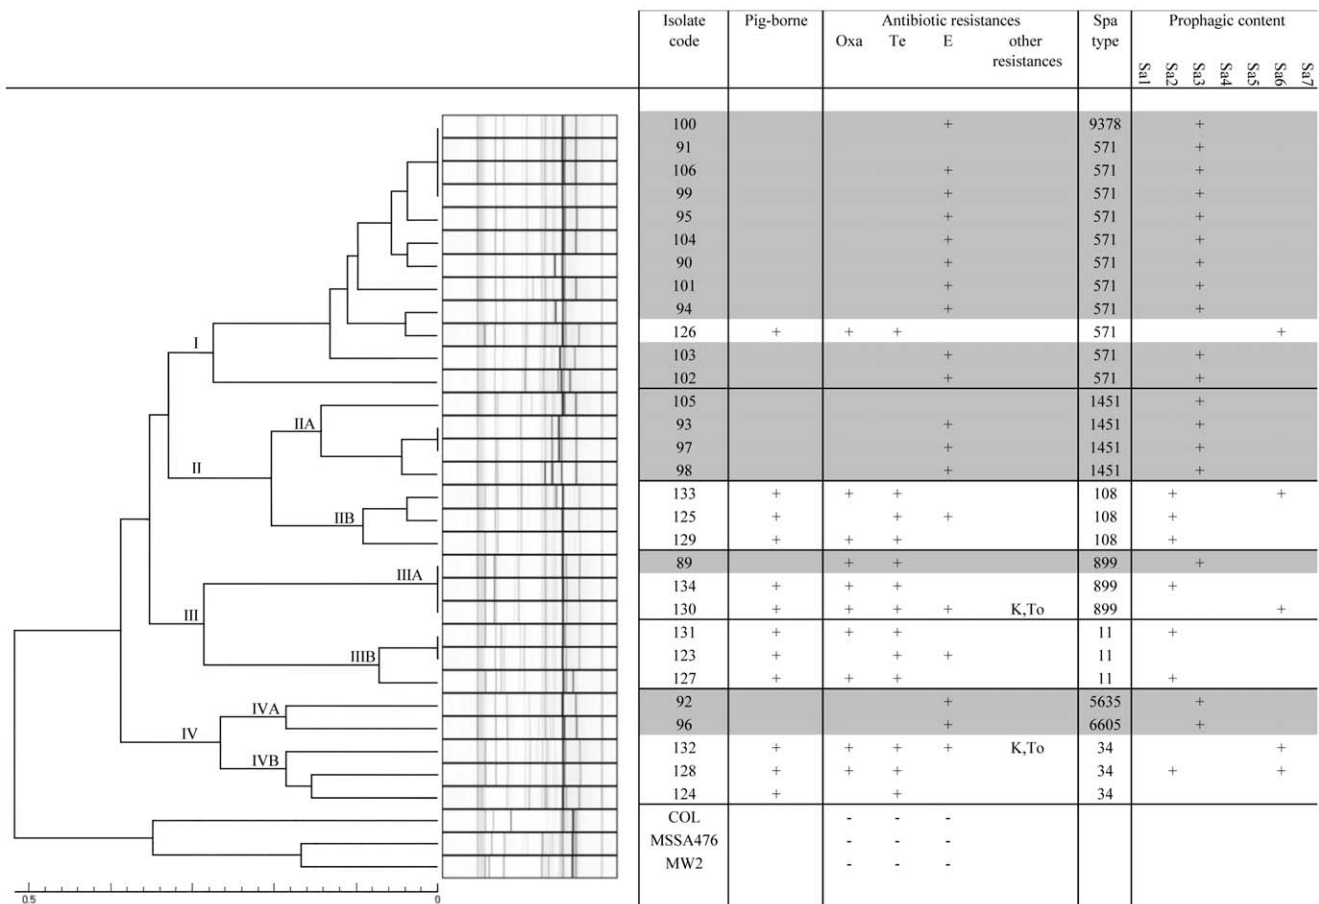 Isolate code Pig-borne Antibiotic resistances Spa type Prophagic content
Oxa Te E other resistances Sa1 Sa2 Sa3 Sa4 Sa5 Sa6 Sa7
100 + 9378 +
91 571 +
106 + 571 +
99 + 571 +
95 + 571 +
104 + 571 +
90 + 571 +
101 + 571 +
94 + 571 +
126 + + + 571 +
I 103 + 571 +
102 + 571 +
105 1451 +
IIA 93 + 1451 +
97 + 1451 +
II 98 + 1451 +
133 + + + 108 + +
IIB 125 + + + 108 +
129 + + + 108 +
89 + + 899 +
IIIA 134 + + + 899 +
III 130 + + + + K,To 899 +
131 + + + 11 +
IIIB 123 + + + 11
127 + + + 11 +
IVA 92 + 5635 +
IV 96 + 6605 +
IVB 132 + + + + K,To 34 +
128 + + + 34 + +
124 + + 34
COL - - -
MSSA476 - - -
MW2 - - -
0.5 0